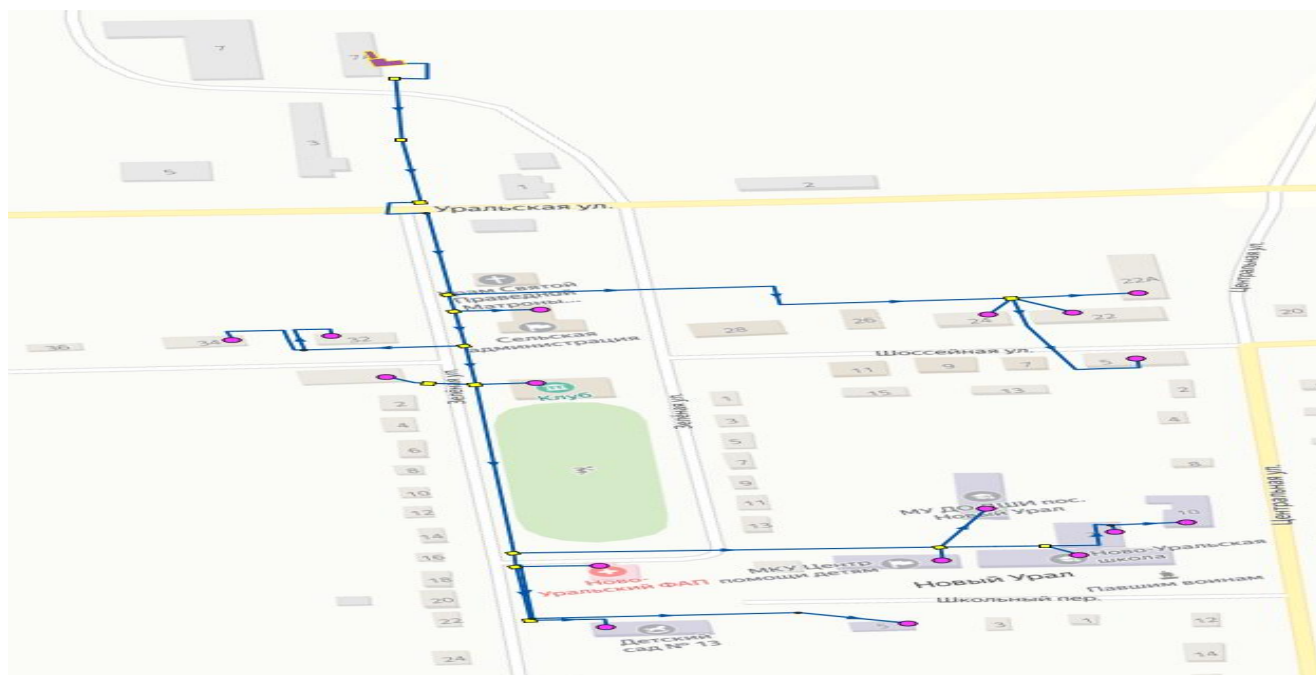 7
7А
3
5
1
2
Уральская ул.
Храм Святой
Праведной
Матроны...
Сельская
администрация
22А
20
24
22
28
26
36
34
32
Шоссейная ул.
5
11
9
7
15
13
2
4
8
Центральная ул.
Центральная ул.
Зелёная ул.
Зелёная ул.
Клуб
2
4
6
8
10
12
14
16
18
20
22
24
1
3
5
7
9
11
13
МУ ДО ДШИ пос.
Новый Урал
10
Ново-Уральская
школа
МКУ Центр
помощи детям
Новый Урал
Павшим воинам
Школьный пер.
Ново-
Уральский ФАП
Детский
сад № 13
5
3
1
12
14